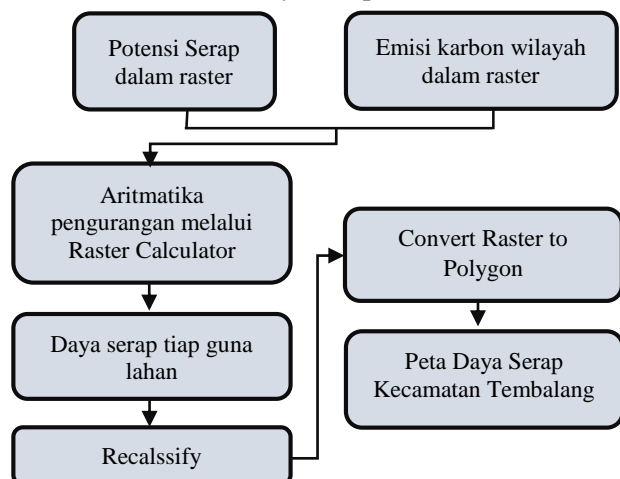 Potensi Serap
dalam raster
Emisi karbon wilayah
dalam raster
Aritmatika
pengurangan melalui
Raster Calculator
Daya serap tiap guna
lahan
Recalssify
Convert Raster to
Polygon
Peta Daya Serap
Kecamatan Tembalang